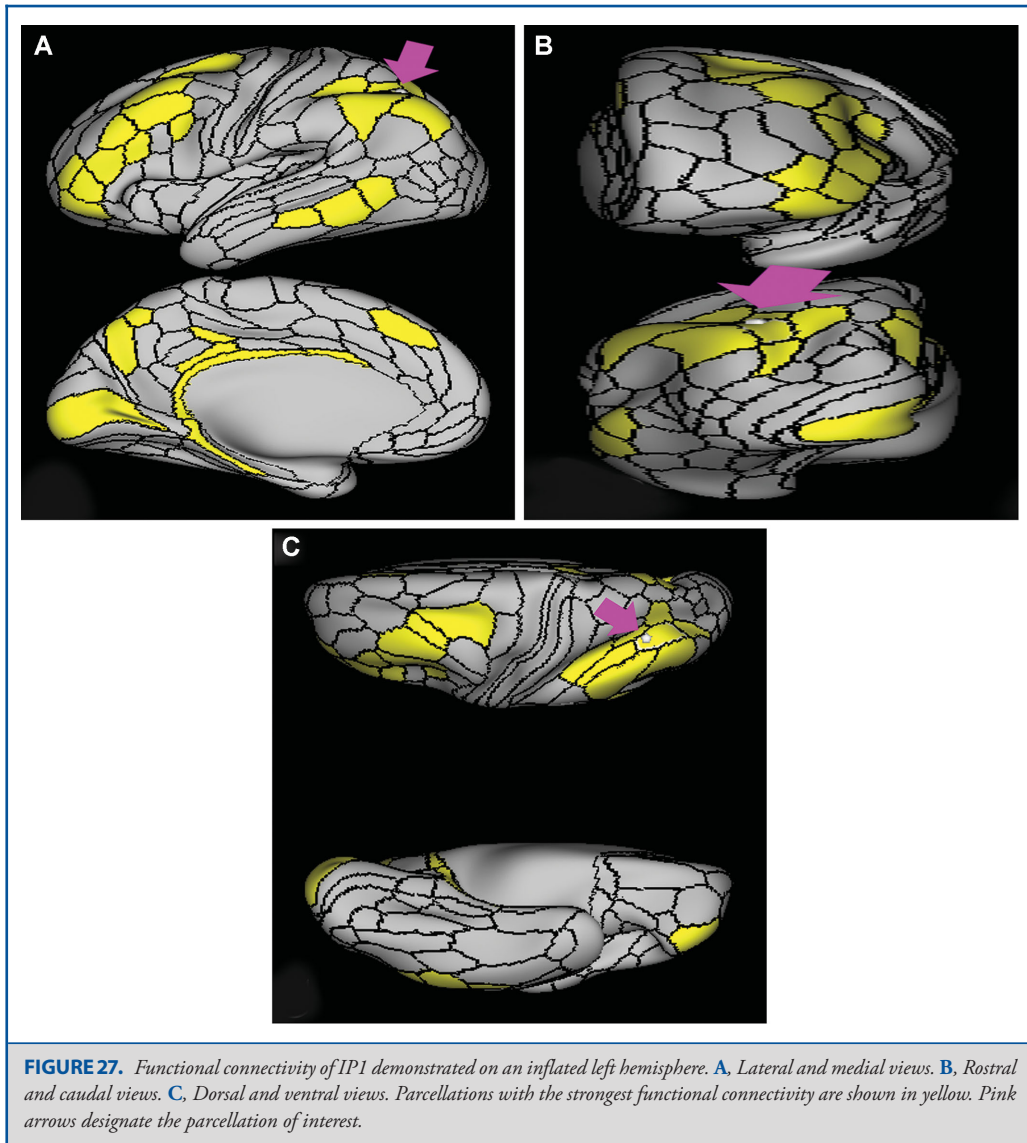 A
B
C
FIGURE 27. Functional connectivity of IP1 demonstrated on an inflated left hemisphere. A, Lateral and medial views. B, Rostral
and caudal views. C, Dorsal and ventral views. Parcellations with the strongest functional connectivity are shown in yellow. Pink
arrows designate the parcellation of interest.